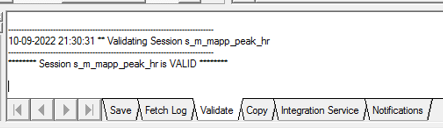 10-09-2022 21:30:31 ** Validating Session s_m_mapp_peak_hr
******** Session s_m_mapp_peak_hr is VALID ********
Save Fetch Log Validate Copy Integration Service Notifications